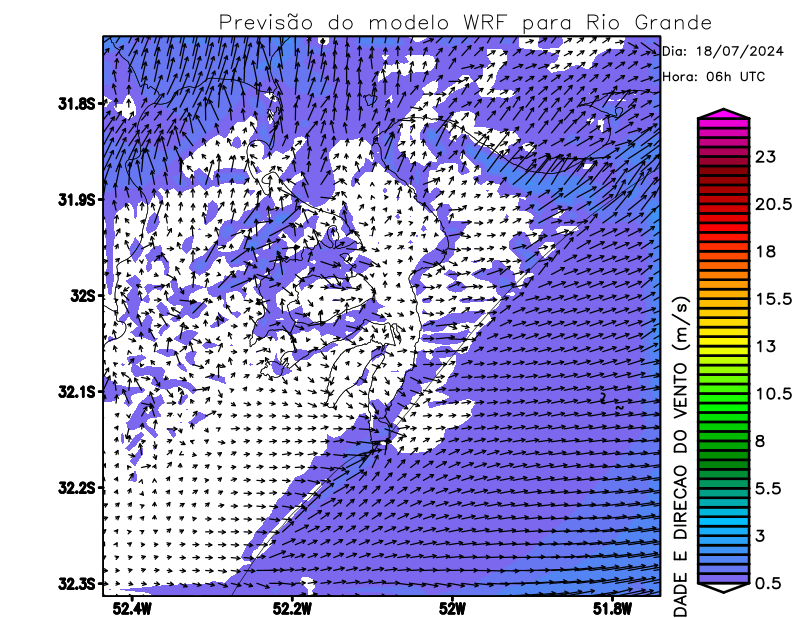 Previsão do modelo WRF para Rio Grande
Dia: 18/07/2024
Hora: 06h UTC
31.8S
31.9S
32S
32.1S
32.2S
32.3S
52.4W
52.2W
52W
51.8W
23
20.5
18
15.5
13
10.5
8
5.5
3
0.5
DADE E DIRECAO DO VENTO (m/s)